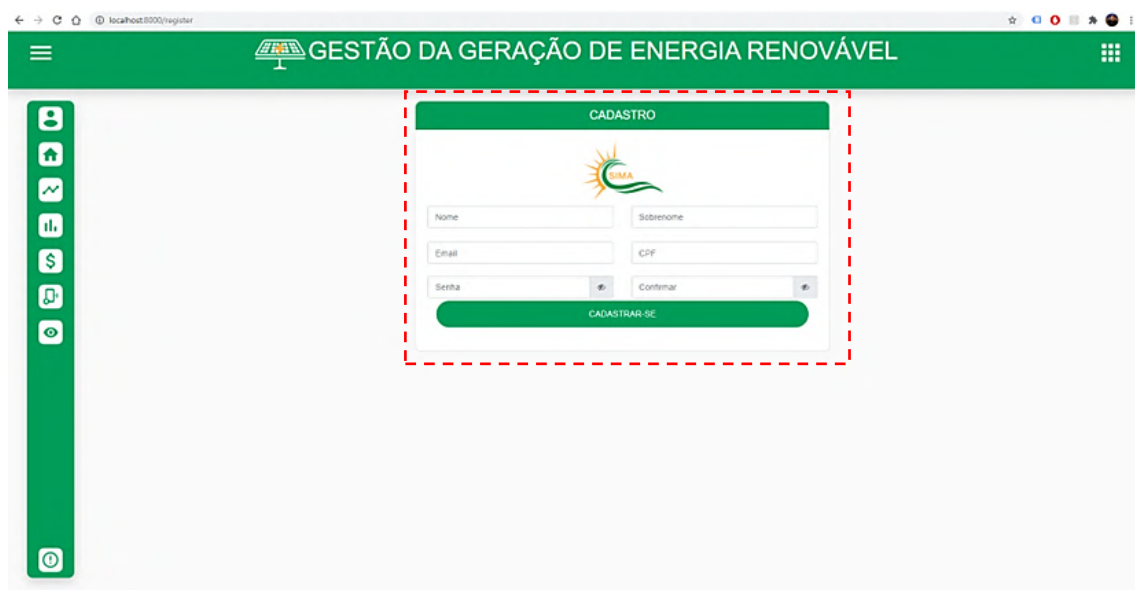 localhost:8000/register
GESTÃO DA GERAÇÃO DE ENERGIA RENOVÁVEL
CADASTRO
SIMA
Nome Sobrenome
Email CPF
Senha Confirmar
CADASTRAR-SE